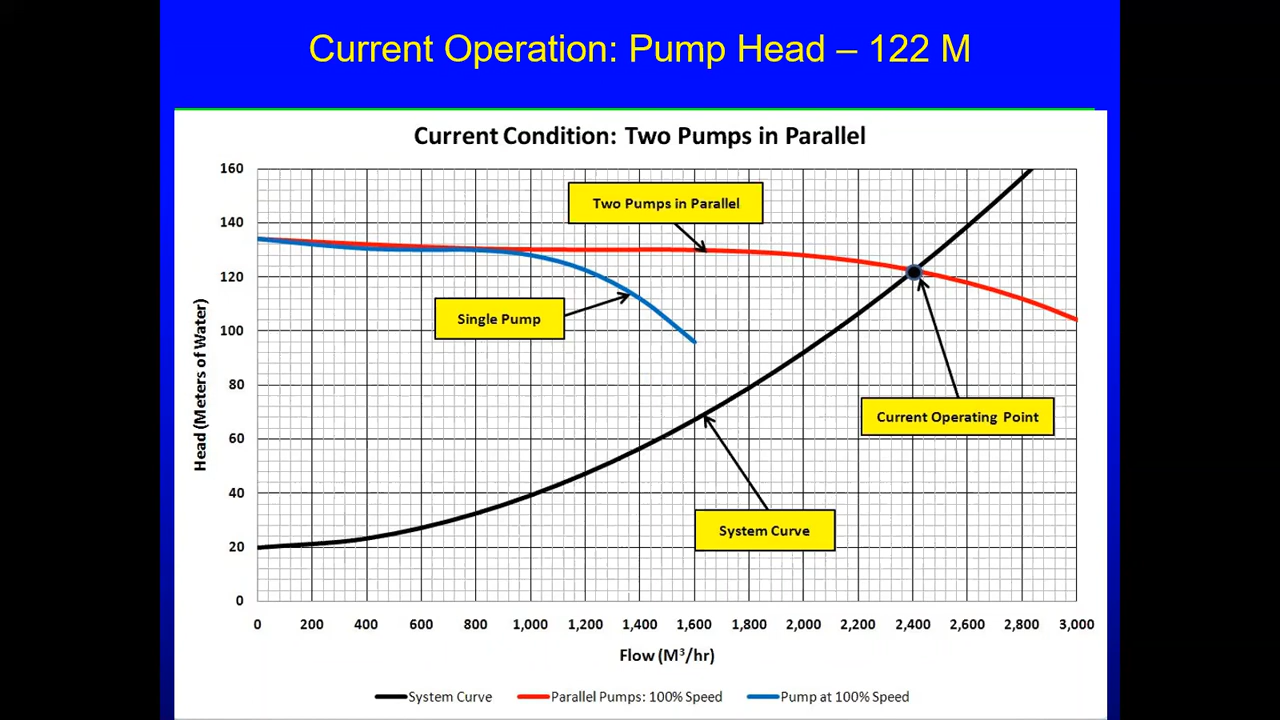 Current Operation: Pump Head – 122 M
Current Condition: Two Pumps in Parallel
160
140
120
100
80
60
40
20
0
Head (Meters of Water)
Two Pumps in Parallel
Single Pump
Current Operating Point
System Curve
0 200 400 600 800 1,000 1,200 1,400 1,600 1,800 2,000 2,200 2,400 2,600 2,800 3,000
Flow (M³/hr)
System Curve Parallel Pumps: 100% Speed Pump at 100% Speed